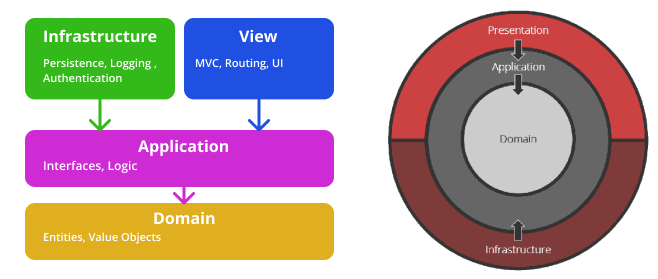 Infrastructure
Persistence, Logging ,
Authentication
View
MVC, Routing, UI
Application
Interfaces, Logic
Domain
Entities, Value Objects
Presentation
Application
Domain
Infrastructure